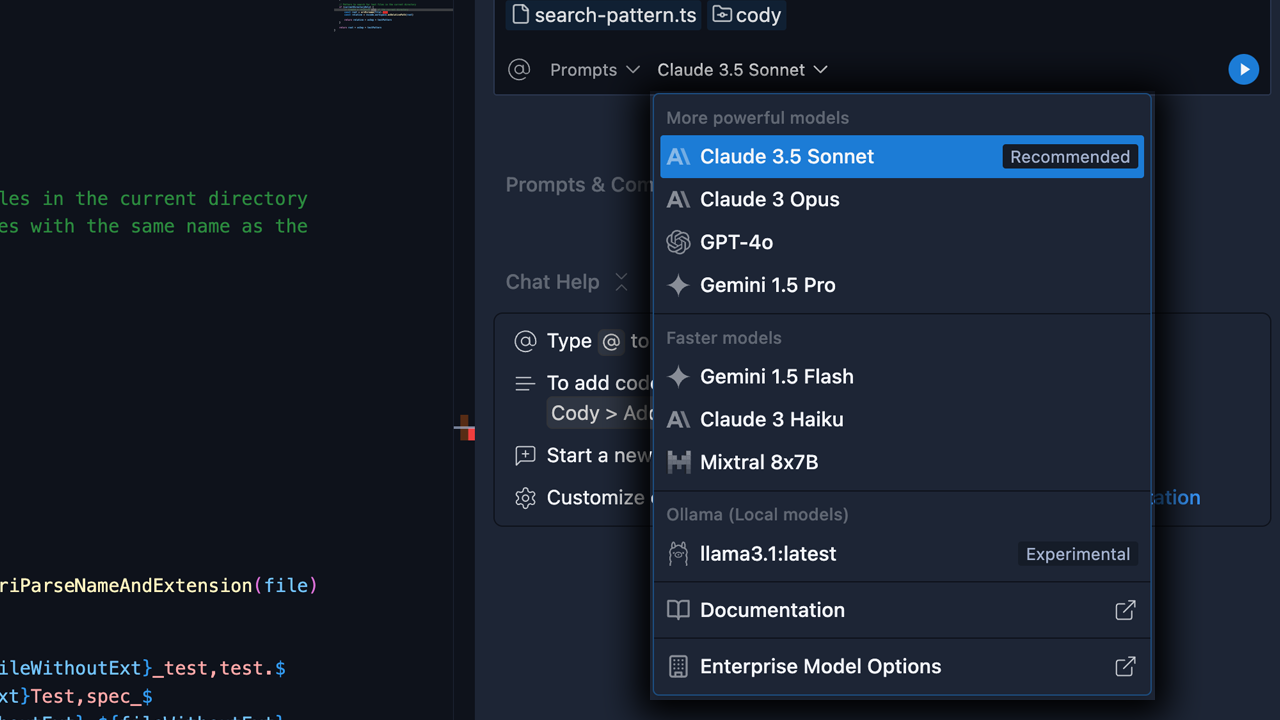 search-pattern.ts cody
@ Prompts Claude 3.5 Sonnet
More powerful models
Claude 3.5 Sonnet Recommended
Claude 3 Opus
GPT-4o
Gemini 1.5 Pro
Faster models
Gemini 1.5 Flash
Claude 3 Haiku
Mixtral 8x7B
Ollama (Local models)
llama3.1:latest Experimental
Documentation
Enterprise Model Options
Prompts & Com
Chat Help
@ Type @ to
To add code
Cody > Add
Start a new
Customize
ation
les in the current directory
es with the same name as the
riParseNameAndExtension(file)
ileWithoutExt}_test,test.$
xt}Test,spec_$